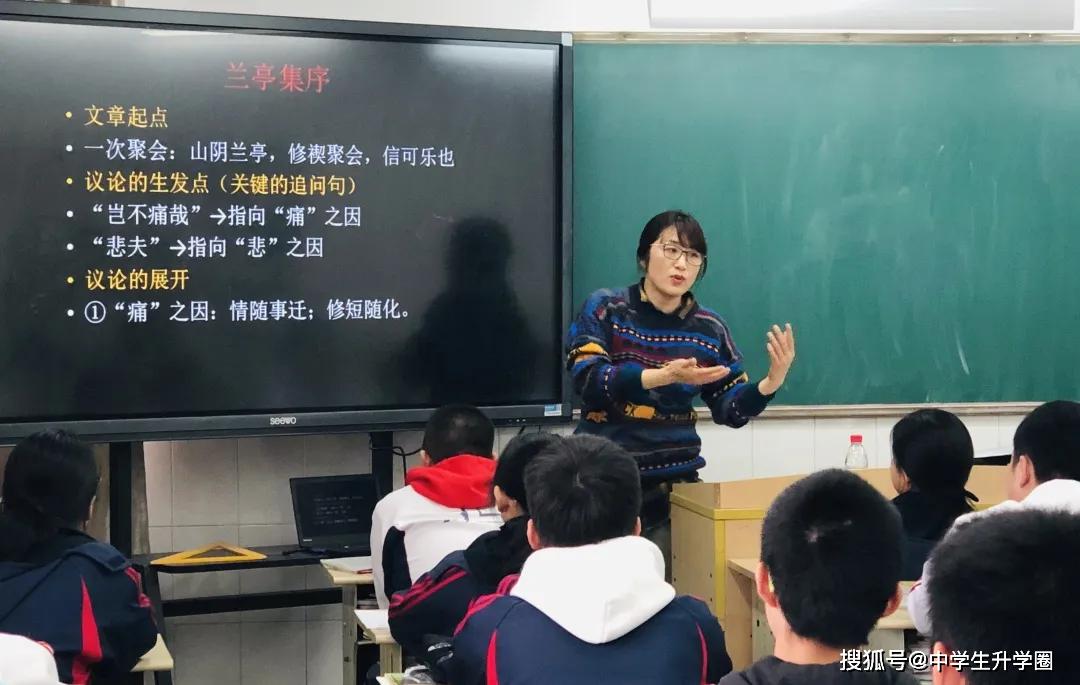 兰亭集序
• 文章起点
• 一次聚会：山阴兰亭，修禊聚会，信可乐也
• 议论的生发点（关键的追问句）
• “岂不痛哉”→指向“痛”之因
• “悲夫”→指向“悲”之因
• 议论的展开
• ①“痛”之因：情随事迁；修短随化。
seewo
搜狐号@中学生升学圈